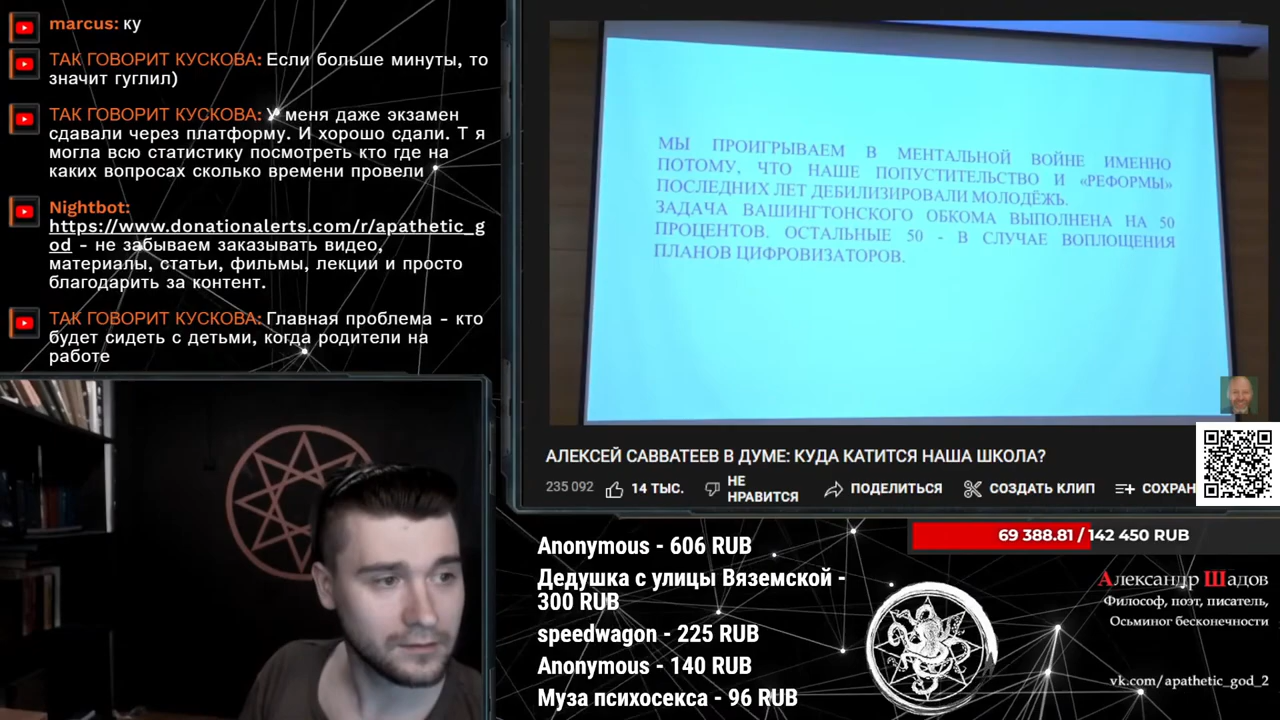 marcus: ку
ТАК ГОВОРИТ КУСКОВА: Если больше минуты, то
значит гуглил)
ТАК ГОВОРИТ КУСКОВА: У меня даже экзамен
сдавали через платформу. И хорошо сдали. Т я
могла всю статистику посмотреть кто где на
каких вопросах сколько времени провели
Nightbot:
https://www.donationalerts.com/r/apathetic_g
od - не забываем заказывать видео,
материалы, статьи, фильмы, лекции и просто
благодарить за контент.
ТАК ГОВОРИТ КУСКОВА: Главная проблема - кто
будет сидеть с детьми, когда родители на
работе
МЫ ПРОИГРЫВАЕМ В МЕНТАЛЬНОЙ ВОЙНЕ ИМЕННО
ПОТОМУ, ЧТО НАШЕ ПОПУСТИТЕЛЬСТВО И «РЕФОРМЫ»
ПОСЛЕДНИХ ЛЕТ ДЕБИЛИЗИРОВАЛИ МОЛОДЁЖЬ.
ЗАДАЧА ВАШИНГТОНСКОГО ОБКОМА ВЫПОЛНЕНА НА 50
ПРОЦЕНТОВ. ОСТАЛЬНЫЕ 50 - В СЛУЧАЕ ВОПЛОЩЕНИЯ
ПЛАНОВ ЦИФРОВИЗАТОРОВ.
АЛЕКСЕЙ САВВАТЕЕВ В ДУМЕ: КУДА КАТИТСЯ НАША ШКОЛА?
235 092 14 ТЫС. НЕ НРАВИТСЯ ПОДЕЛИТЬСЯ СОЗДАТЬ КЛИП СОХРАН
69 388.81 / 142 450 RUB
Anonymous - 606 RUB
Дедушка с улицы Вяземской -
300 RUB
speedwagon - 225 RUB
Anonymous - 140 RUB
Муза психосекса - 96 RUB
Александр Шадов
Философ, поэт, писатель,
Осьминог бесконечности
vk.com/apathetic_god_2